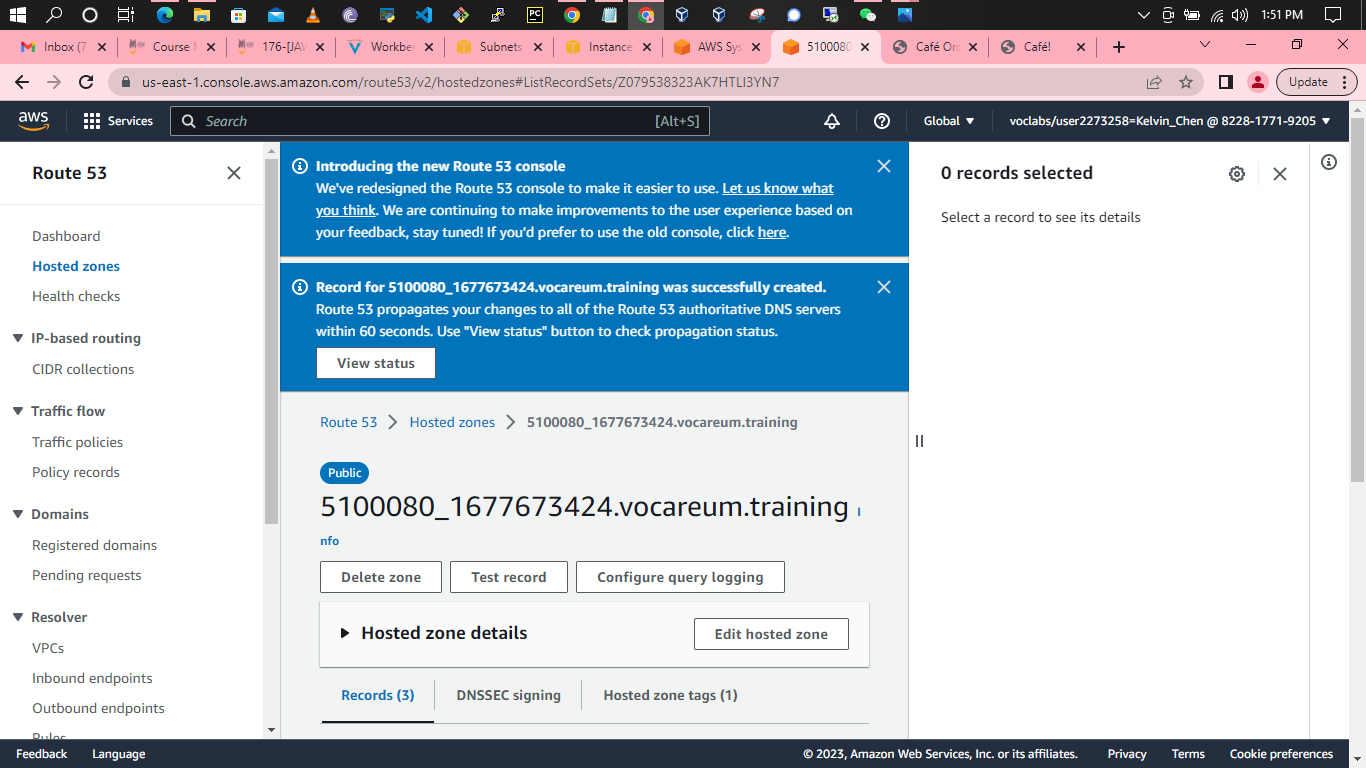 1:51 PM
Inbox (7
Course M
176-[JAV
Workben
Subnets
Instance
AWS Sys
5100080
Café Ord
Café!
us-east-1.console.aws.amazon.com/route53/v2/hostedzones#ListRecordSets/Z079538323AK7HTLI3YN7
Update
aws
Services
Search
[Alt+S]
Global
voclabs/user2273258=Kelvin_Chen @ 8228-1771-9205
Route 53
Dashboard
Hosted zones
Health checks
IP-based routing
CIDR collections
Traffic flow
Traffic policies
Policy records
Domains
Registered domains
Pending requests
Resolver
VPCs
Inbound endpoints
Outbound endpoints
Rules
Introducing the new Route 53 console
We've redesigned the Route 53 console to make it easier to use. Let us know what
you think. We are continuing to make improvements to the user experience based on
your feedback, stay tuned! If you'd prefer to use the old console, click here.
Record for 5100080_1677673424.vocareum.training was successfully created.
Route 53 propagates your changes to all of the Route 53 authoritative DNS servers
within 60 seconds. Use "View status" button to check propagation status.
View status
Route 53
Hosted zones
5100080_1677673424.vocareum.training
Public
5100080_1677673424.vocareum.training I
nfo
Delete zone
Test record
Configure query logging
Hosted zone details
Edit hosted zone
Records (3)
DNSSEC signing
Hosted zone tags (1)
0 records selected
Select a record to see its details
Feedback
Language
© 2023, Amazon Web Services, Inc. or its affiliates.
Privacy
Terms
Cookie preferences